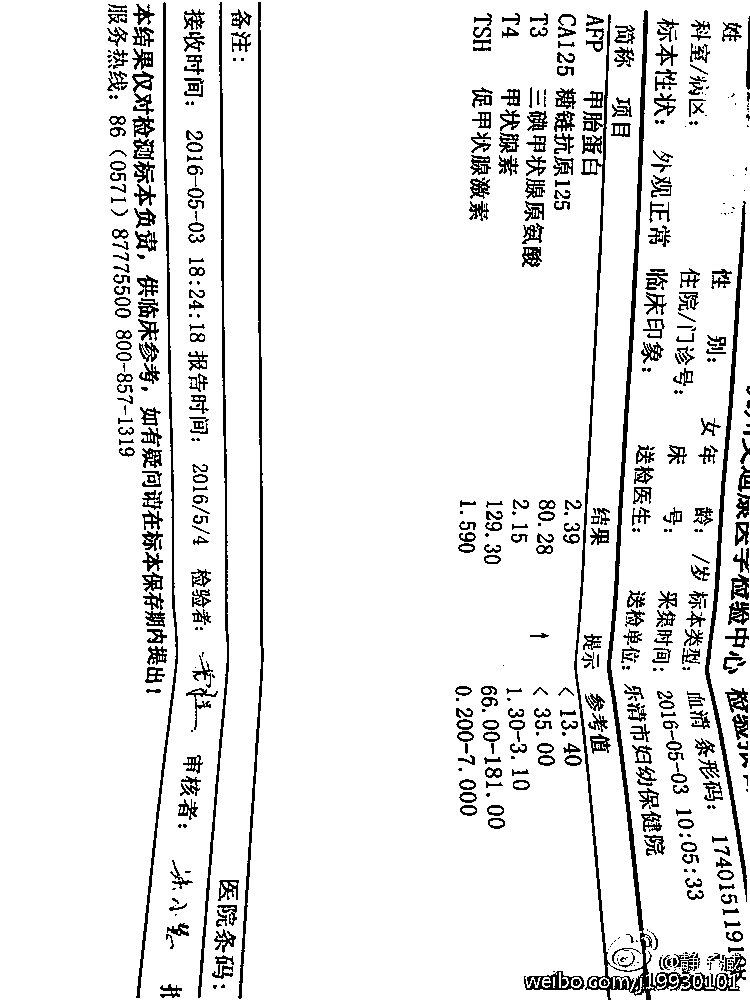 艾迪康医学检验中心 检验报告
姓
性 别: 女 年 龄: /岁 标本类型: 血清 条形码: 1740151191
科室/病区: 住院/门诊号: 床 号: 采集时间: 2016-05-03 10:05:33
标本性状: 外观正常 临床印象: 送检医生: 送检单位: 乐清市妇幼保健院
简称 项目 结果 提示 参考值
AFP 甲胎蛋白 2.39 < 13.40
CA125 糖链抗原125 80.28 ↑ < 35.00
T3 三碘甲状腺原氨酸 2.15 1.30-3.10
T4 甲状腺素 129.30 66.00-181.00
TSH 促甲状腺激素 1.590 0.200-7.000
备注: 医院条码:
接收时间: 2016-05-03 18:24:18 报告时间: 2016/5/4 检验者: 审核者:
本结果仅对检测标本负责，供临床参考，如有疑问请在标本保存期内提出!
服务热线: 86 (0571) 87775500 800-857-1319
weibo.com/j19930101